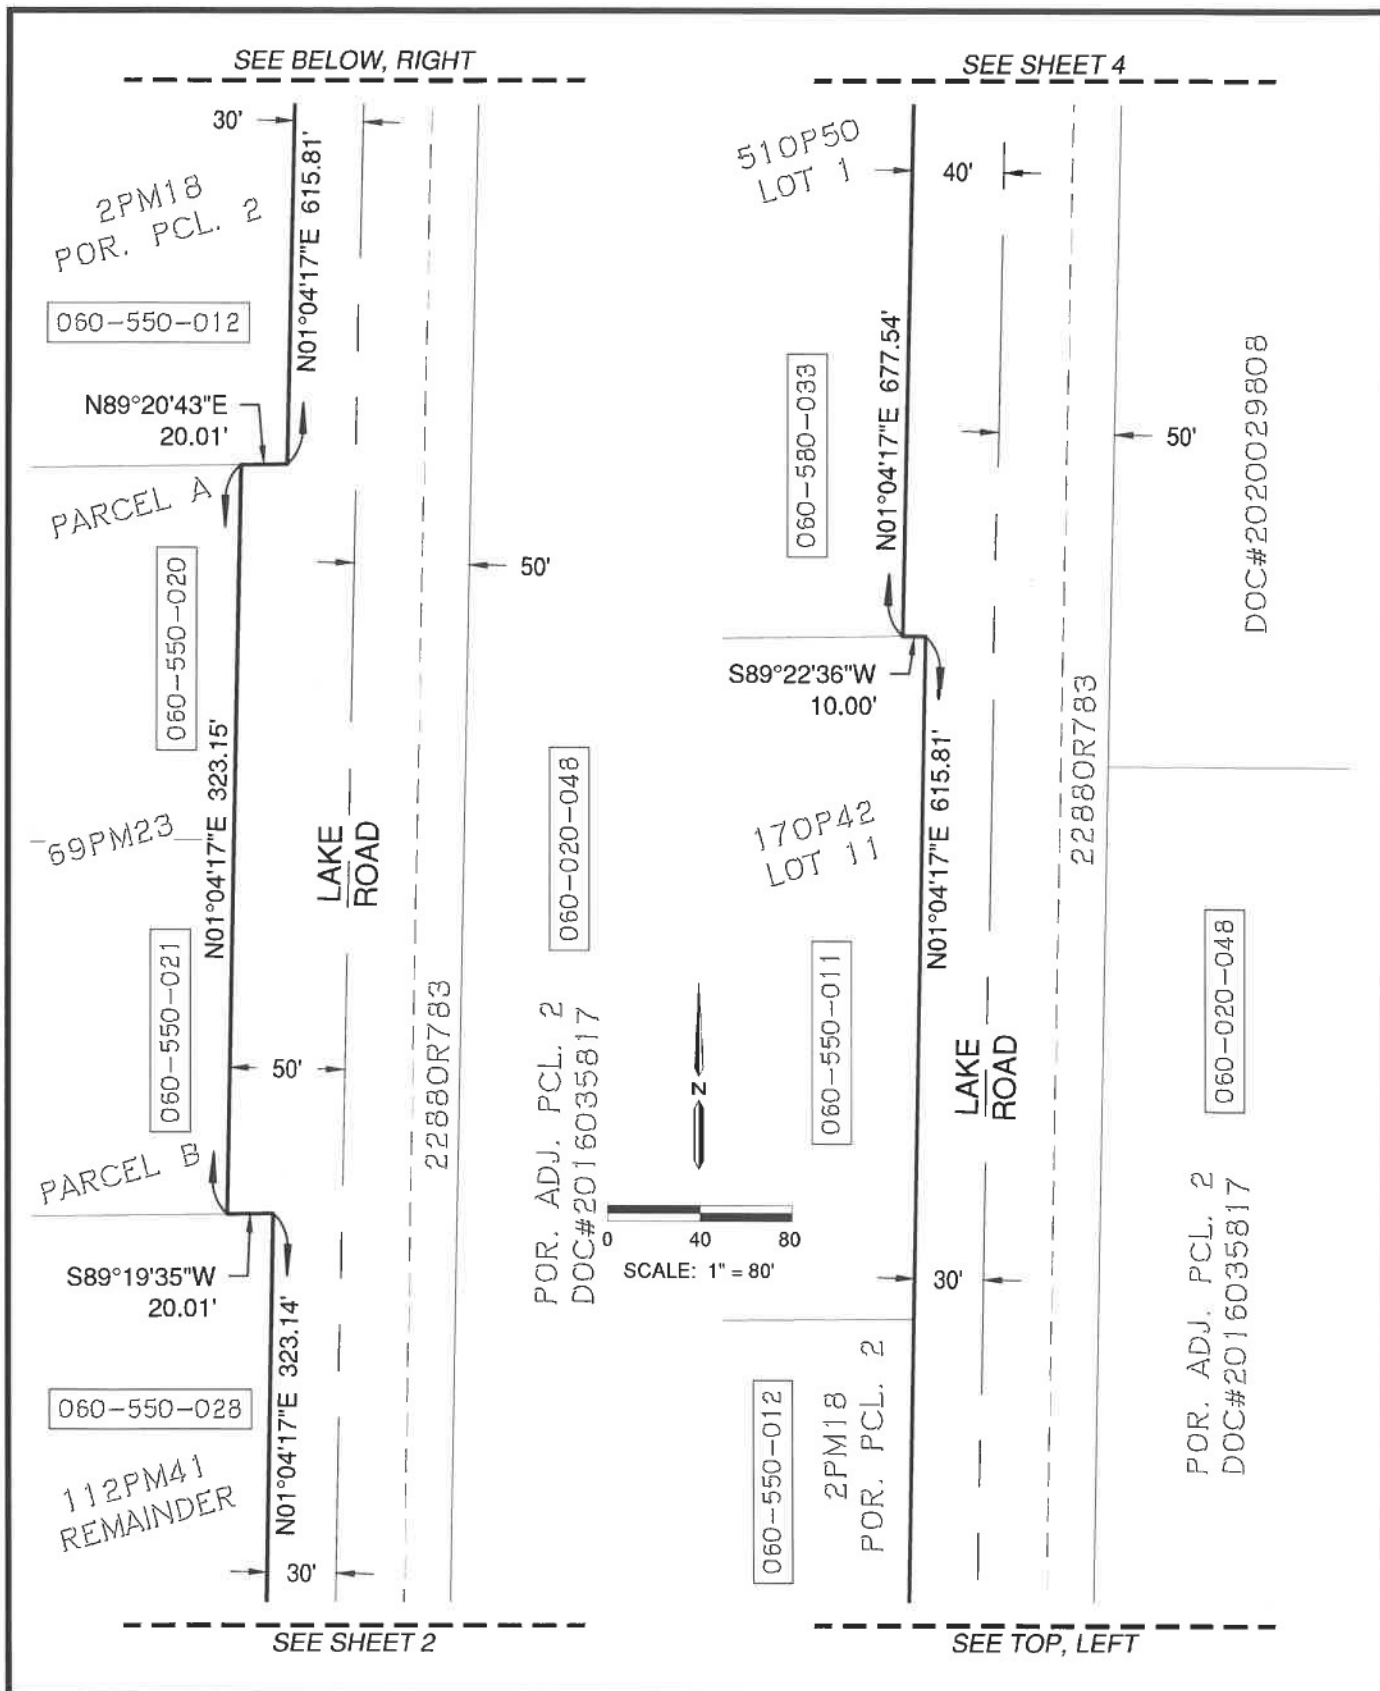 SEE BELOW, RIGHT
30'
2PM18
POR. PCL. 2
N01°04'17"E 615.81'
060-550-012
N89°20'43"E
20.01'
PARCEL A
060-550-020
50'
N01°04'17"E 323.15'
69PM23
LAKE
ROAD
060-020-048
060-550-021
50'
2288OR783
POR. ADJ. PCL. 2
DOC#2016035817
PARCEL B
S89°19'35"W
20.01'
N01°04'17"E 323.14'
060-550-028
112PM41
REMAINDER
30'
SEE SHEET 2
N
0 40 80
SCALE: 1" = 80'
SEE SHEET 4
51OP50
LOT 1
40'
N01°04'17"E 677.54'
060-580-033
50'
DOC#2020029808
S89°22'36"W
10.00'
2288OR783
N01°04'17"E 615.81'
17OP42
LOT 11
060-550-011
LAKE
ROAD
060-020-048
30'
POR. ADJ. PCL. 2
DOC#2016035817
060-550-012
2PM18
POR. PCL. 2
SEE TOP, LEFT